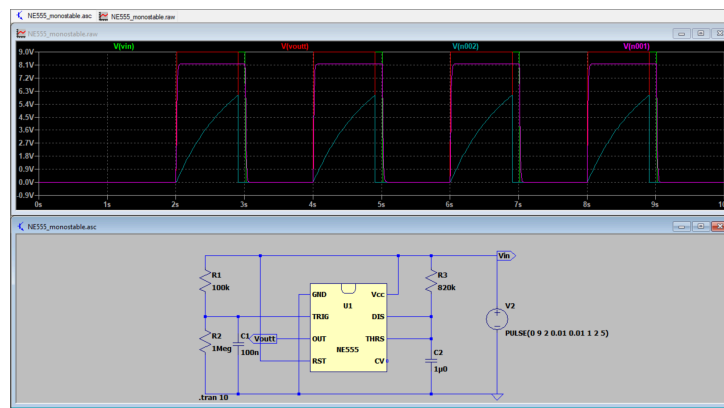 NE555_monostable.asc NE555_monostable.raw
NE555_monostable.raw
V(vin) V(voutt) V(n002) V(n001)
9.0V
8.1V
7.2V
6.3V
5.4V
4.5V
3.6V
2.7V
1.8V
0.9V
0.0V
-0.9V
0s 1s 2s 3s 4s 5s 6s 7s 8s 9s 10
NE555_monostable.asc
Vin
R1
100k
R3
820k
GND Vcc
U1
V2
TRIG DIS
PULSE(0 9 2 0.01 0.01 1 2 5)
R2
1Meg
C1
100n
Voutt
OUT THRS
NE555
RST CV
C2
1µ0
.tran 10